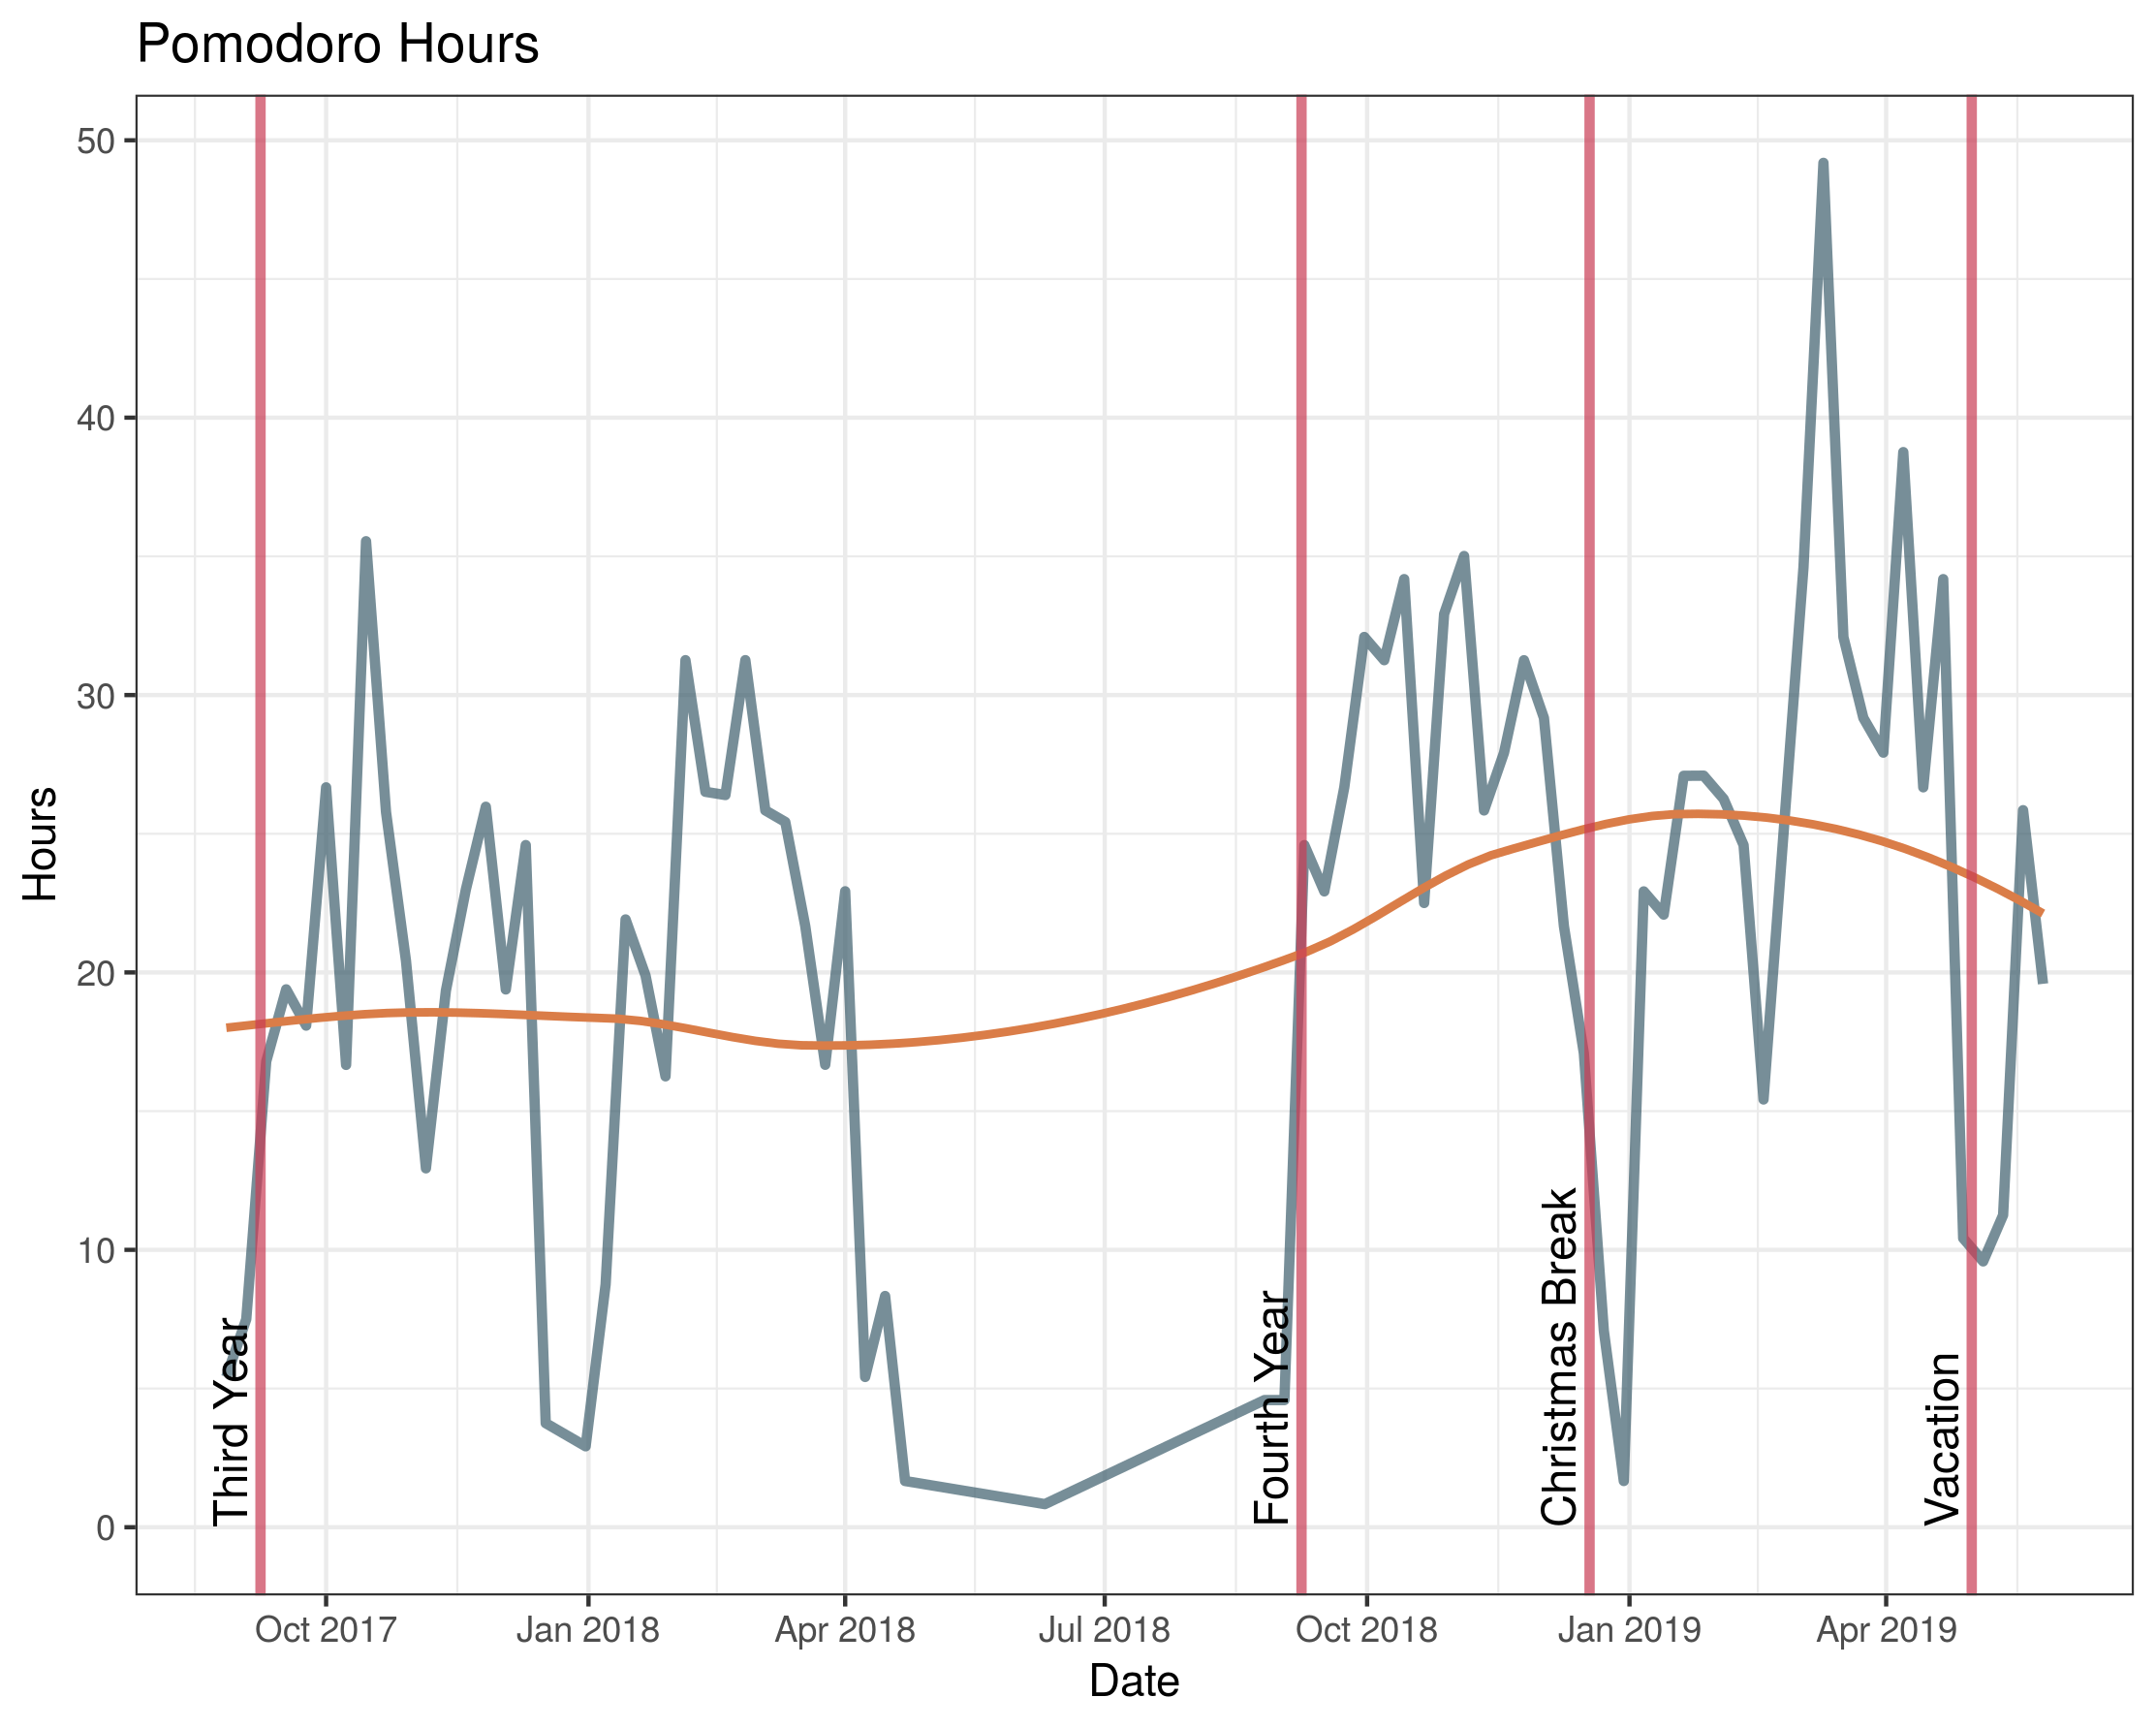 Pomodoro Hours
50
40
30
20
10
0
Hours
Third Year
Fourth Year
Christmas Break
Vacation
Oct 2017 Jan 2018 Apr 2018 Jul 2018 Oct 2018 Jan 2019 Apr 2019
Date